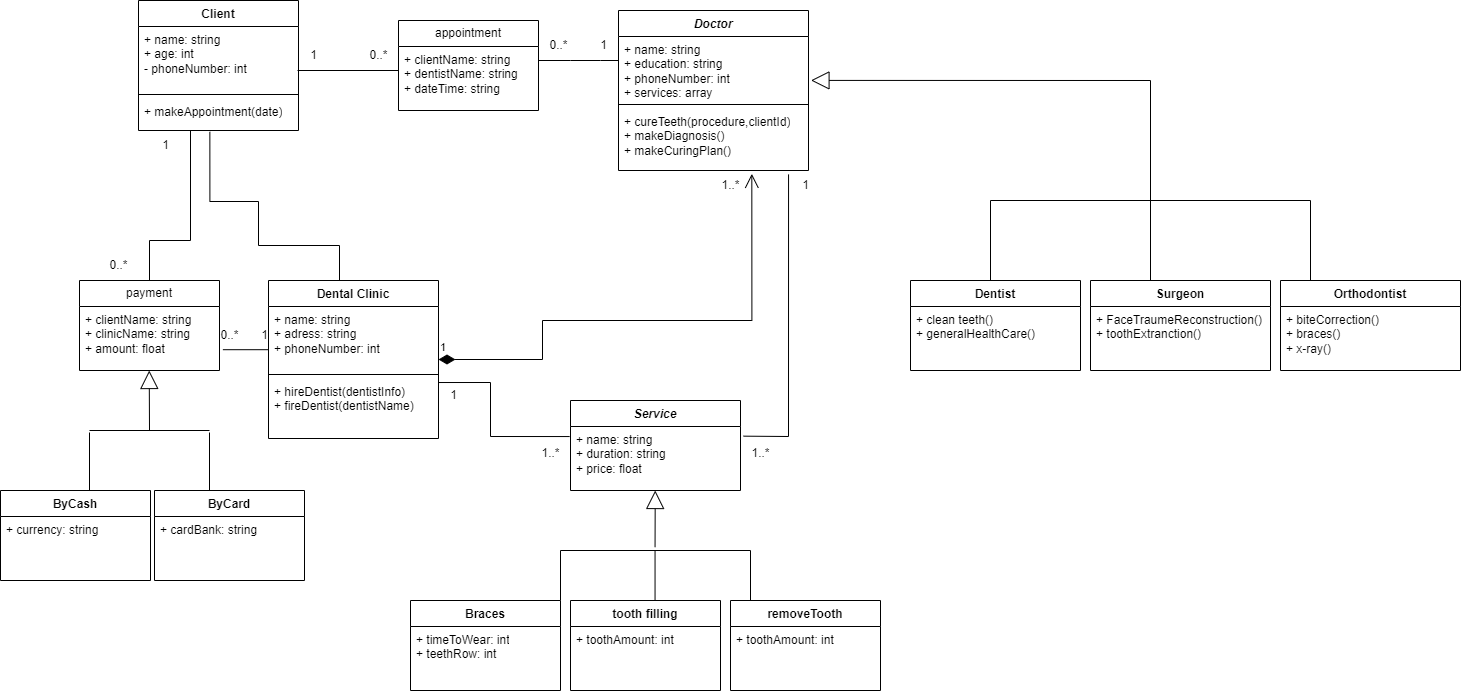 Client
+ name: string
+ age: int
- phoneNumber: int
+ makeAppointment(date)
1
0..*
appointment
+ clientName: string
+ dentistName: string
+ dateTime: string
0..*
1
Doctor
+ name: string
+ education: string
+ phoneNumber: int
+ services: array
+ cureTeeth(procedure,clientId)
+ makeDiagnosis()
+ makeCuringPlan()
1
1..*
1
0..*
payment
+ clientName: string
+ clinicName: string
+ amount: float
0..*
1
Dental Clinic
+ name: string
+ adress: string
+ phoneNumber: int
+ hireDentist(dentistInfo)
+ fireDentist(dentistName)
1
1
Dentist
+ clean teeth()
+ generalHealthCare()
Surgeon
+ FaceTraumeReconstruction()
+ toothExtranction()
Orthodontist
+ biteCorrection()
+ braces()
+ x-ray()
1..*
Service
+ name: string
+ duration: string
+ price: float
1..*
ByCash
+ currency: string
ByCard
+ cardBank: string
Braces
+ timeToWear: int
+ teethRow: int
tooth filling
+ toothAmount: int
removeTooth
+ toothAmount: int